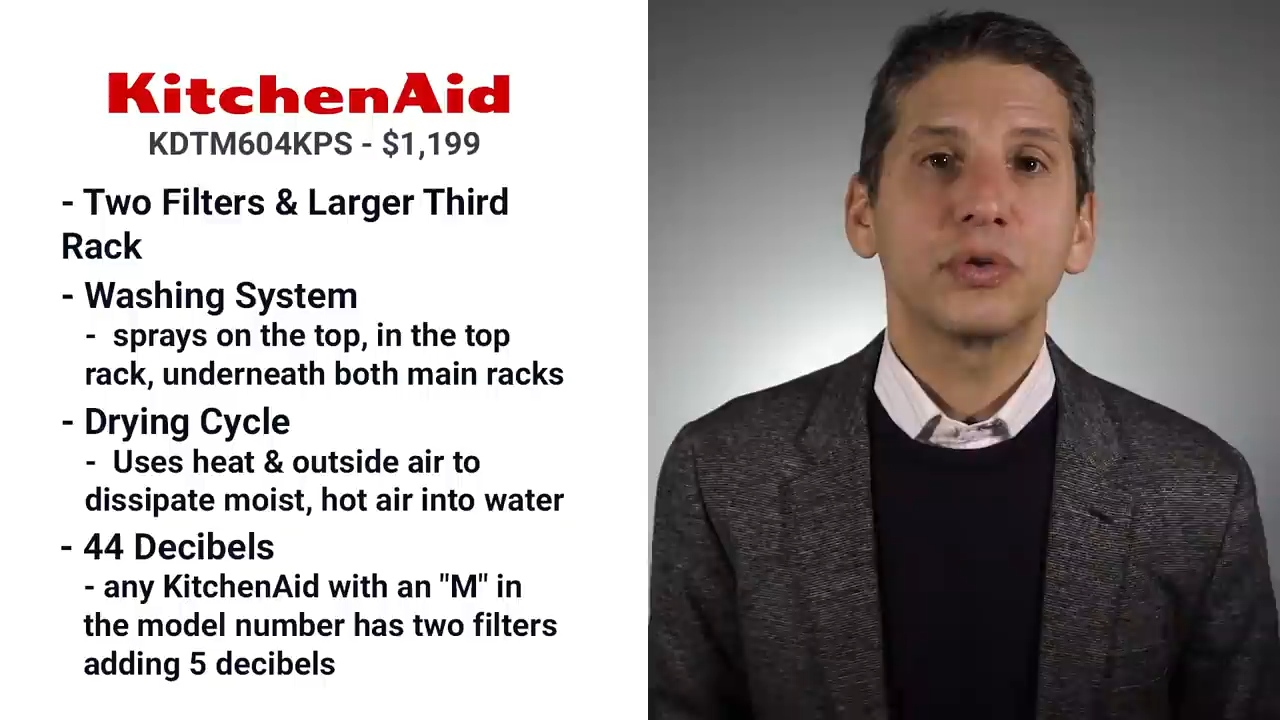 KitchenAid
KDTM604KPS - $1,199
- Two Filters & Larger Third
Rack
- Washing System
- sprays on the top, in the top
rack, underneath both main racks
- Drying Cycle
- Uses heat & outside air to
dissipate moist, hot air into water
- 44 Decibels
- any KitchenAid with an "M" in
the model number has two filters
adding 5 decibels